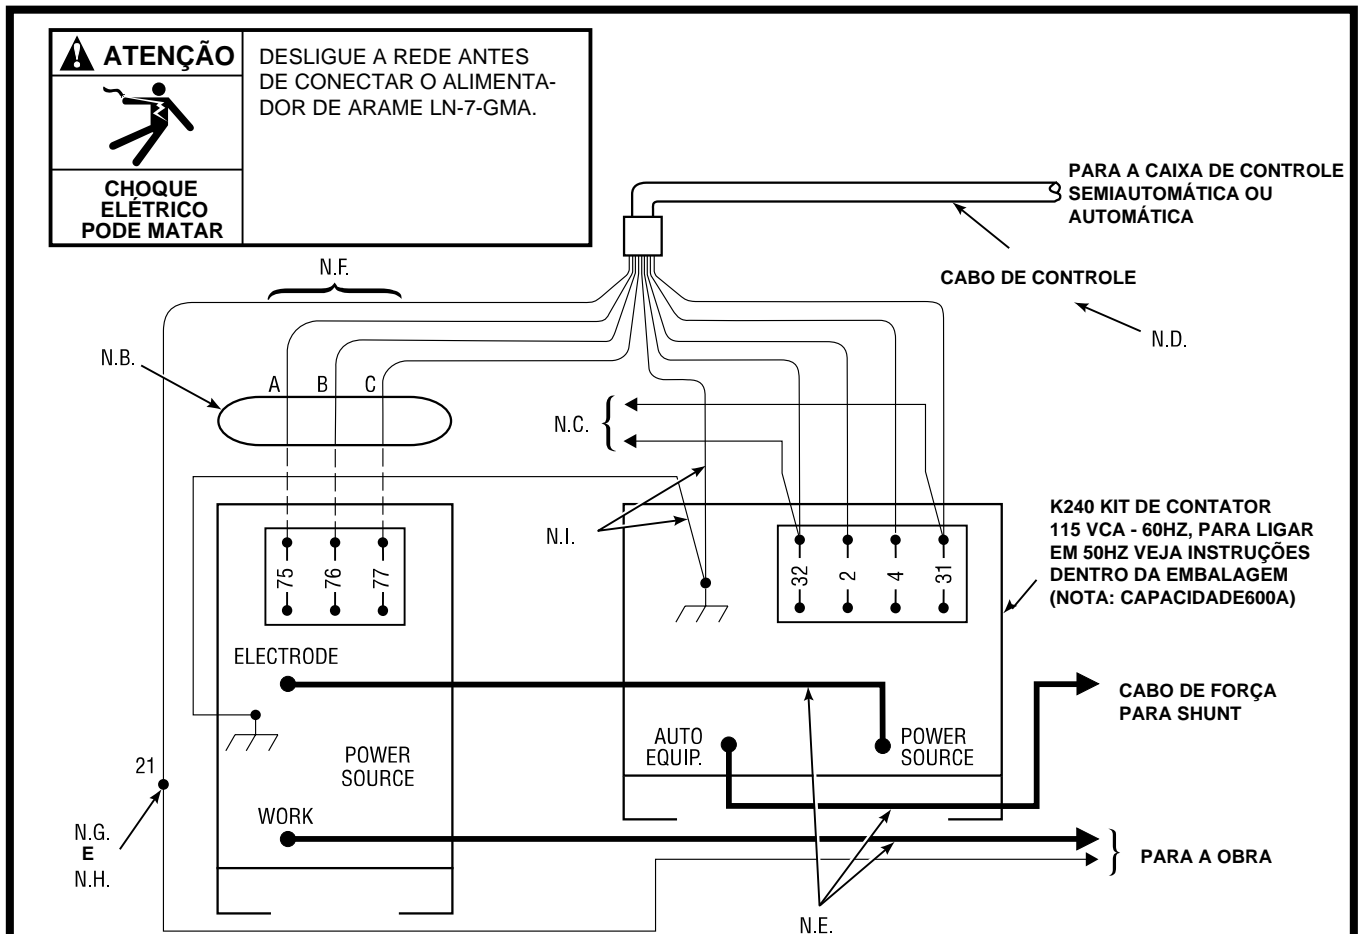 ATENÇÃO
CHOQUE
ELÉTRICO
PODE MATAR
DESLIGUE A REDE ANTES
DE CONECTAR O ALIMENTA-
DOR DE ARAME LN-7-GMA.
PARA A CAIXA DE CONTROLE
SEMIAUTOMÁTICA OU
AUTOMÁTICA
CABO DE CONTROLE
N.D.
N.F.
N.B.
A B C
N.C.
N.I.
75 76 77
32 2 4 31
K240 KIT DE CONTATOR
115 VCA - 60HZ, PARA LIGAR
EM 50HZ VEJA INSTRUÇÕES
DENTRO DA EMBALAGEM
(NOTA: CAPACIDADE600A)
ELECTRODE
POWER
SOURCE
WORK
AUTO
EQUIP.
POWER
SOURCE
CABO DE FORÇA
PARA SHUNT
21
N.G.
E
N.H.
PARA A OBRA
N.E.